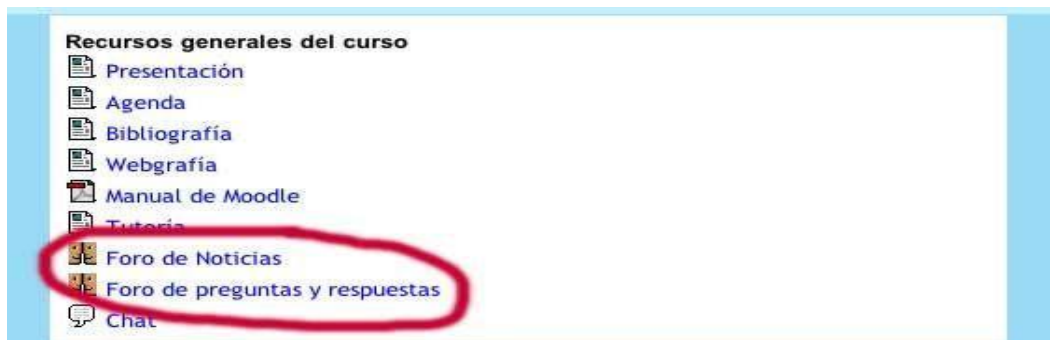 Recursos generales del curso
Presentación
Agenda
Bibliografía
Webgrafía
Manual de Moodle
Tutoría
Foro de Noticias
Foro de preguntas y respuestas
Chat